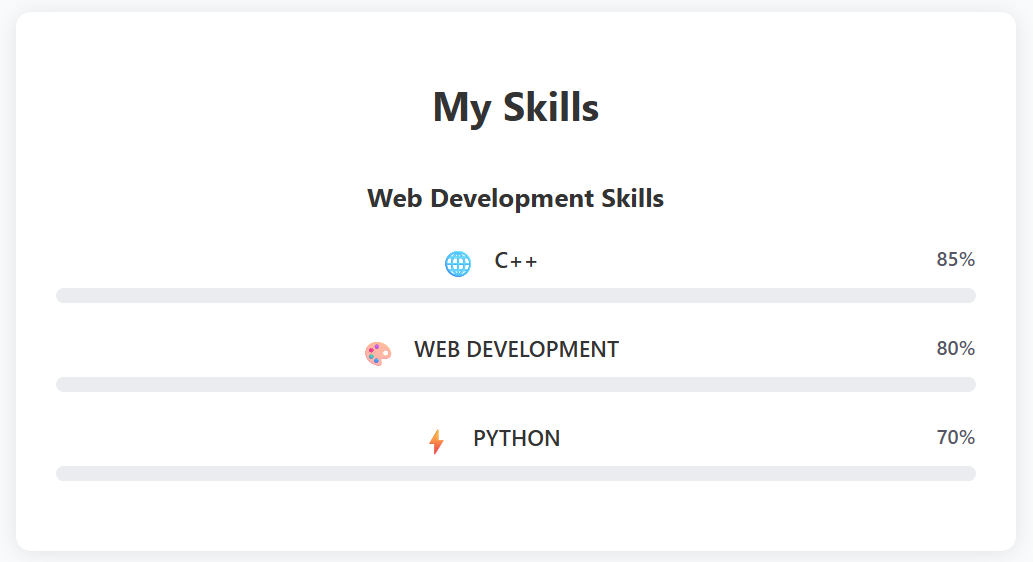 My Skills
Web Development Skills
C++ 85%
WEB DEVELOPMENT 80%
PYTHON 70%